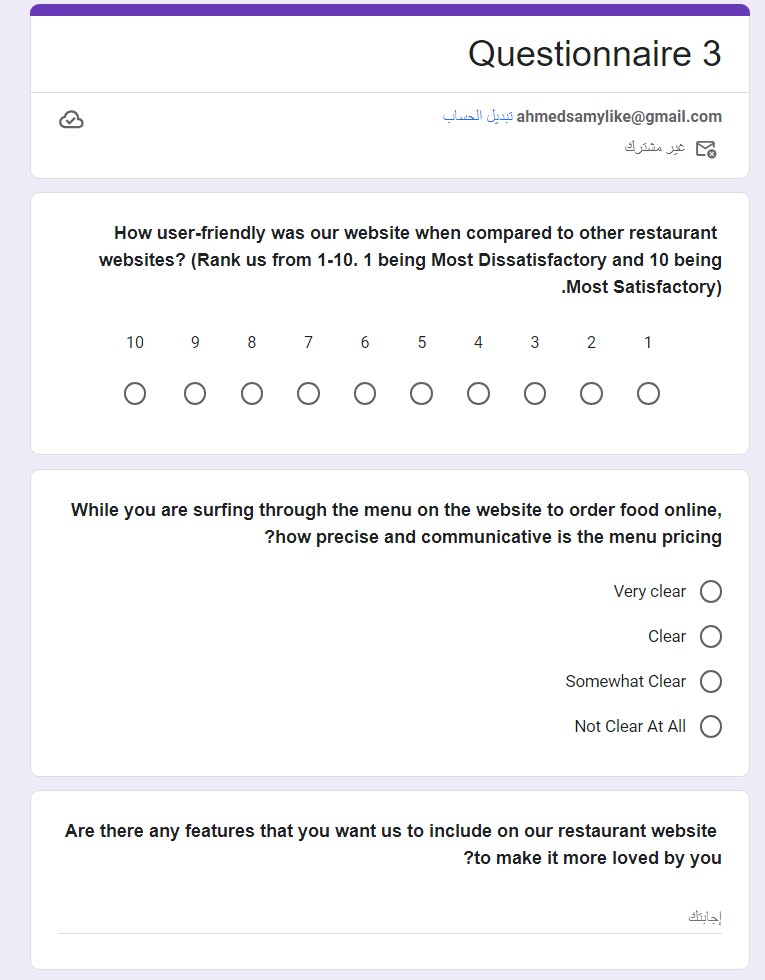 Questionnaire 3
ahmedsamylike@gmail.com تبديل الحساب
غير مشترك
How user-friendly was our website when compared to other restaurant
websites? (Rank us from 1-10. 1 being Most Dissatisfactory and 10 being
.Most Satisfactory)
10 9 8 7 6 5 4 3 2 1
While you are surfing through the menu on the website to order food online,
?how precise and communicative is the menu pricing
Very clear
Clear
Somewhat Clear
Not Clear At All
Are there any features that you want us to include on our restaurant website
?to make it more loved by you
إجابتك